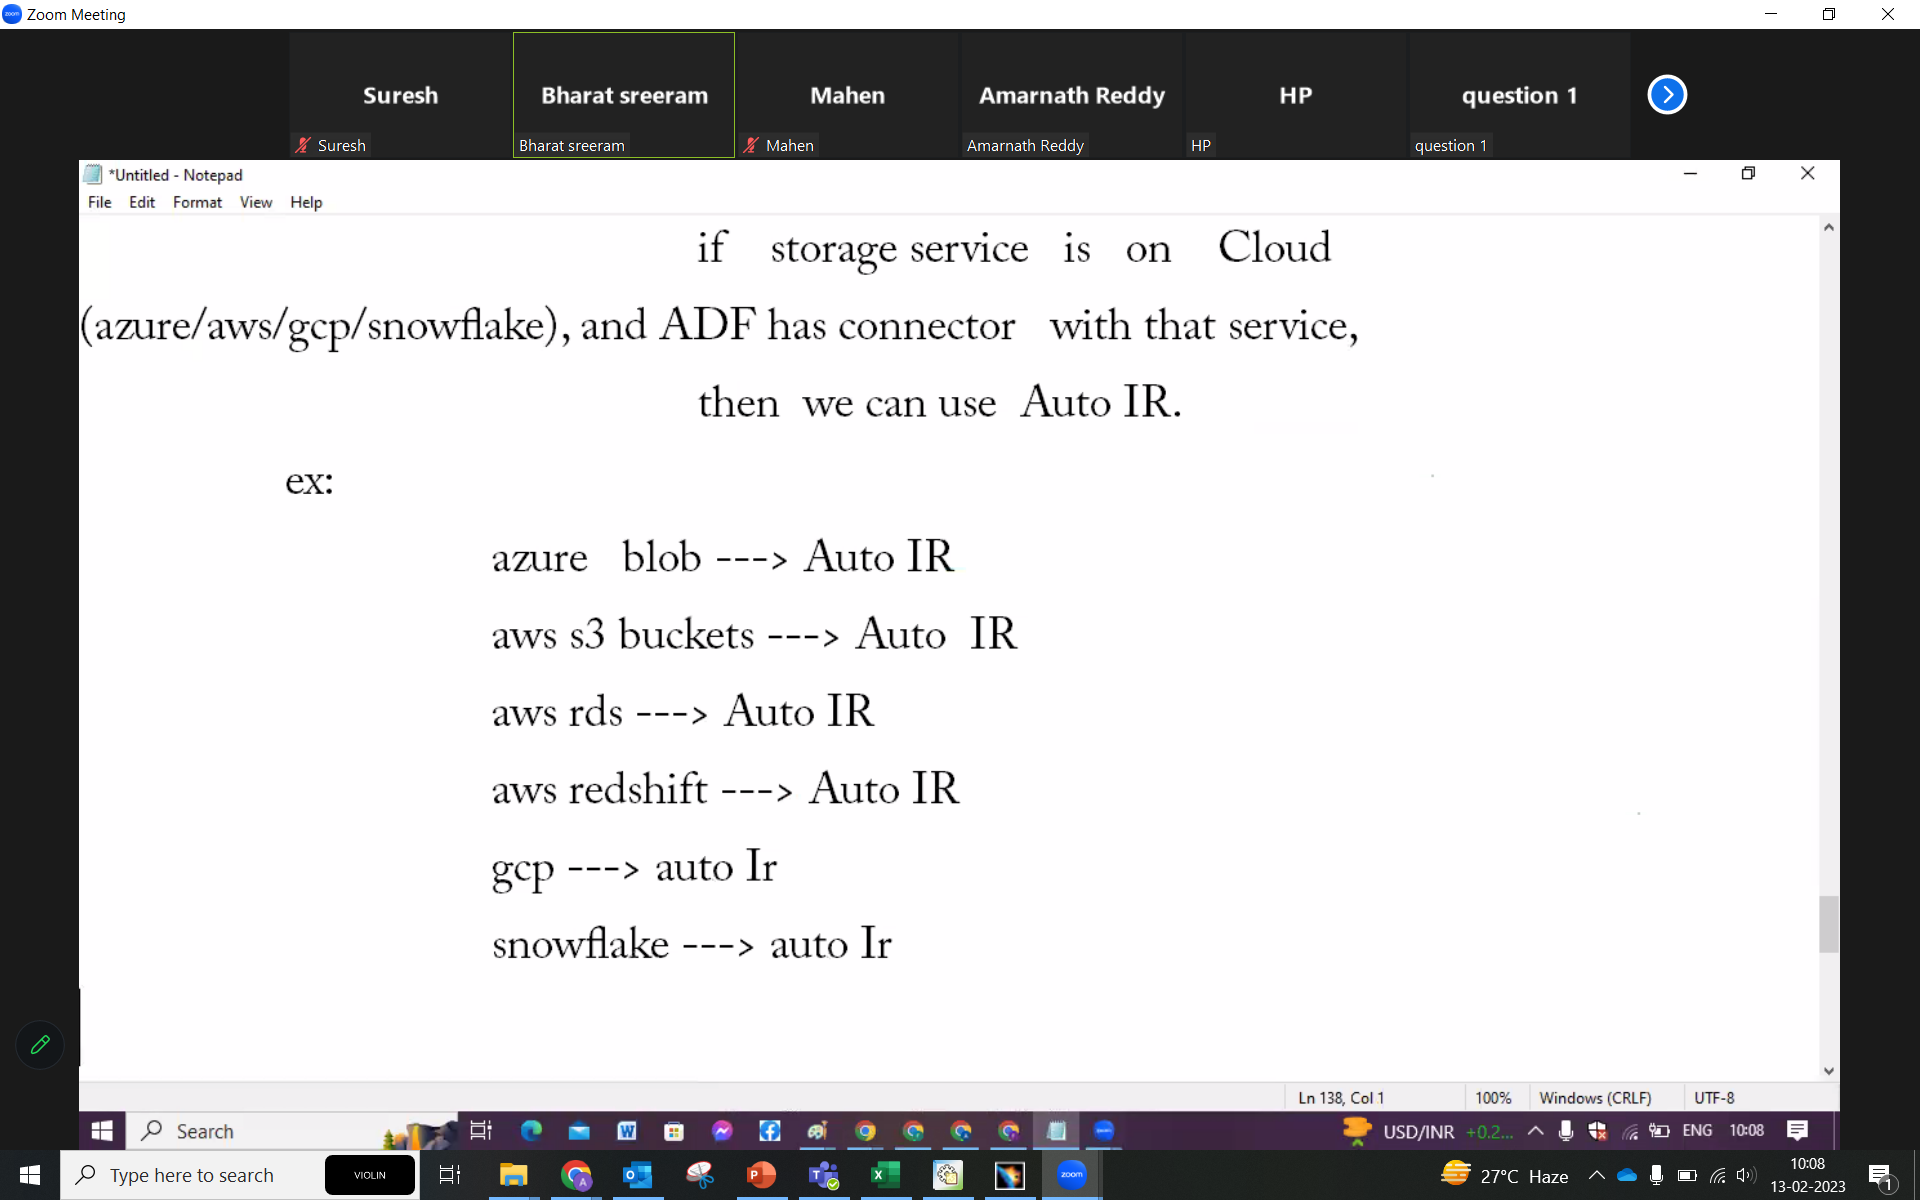 Zoom Meeting
Suresh
Bharat sreeram
Mahen
Amarnath Reddy
HP
question 1
Suresh
Bharat sreeram
Mahen
Amarnath Reddy
HP
question 1
*Untitled - Notepad
File Edit Format View Help
if storage service is on Cloud
(azure/aws/gcp/snowflake), and ADF has connector with that service,
then we can use Auto IR.
ex:
azure blob ---> Auto IR
aws s3 buckets ---> Auto IR
aws rds ---> Auto IR
aws redshift ---> Auto IR
gcp ---> auto Ir
snowflake ---> auto Ir
Ln 138, Col 1 100% Windows (CRLF) UTF-8
Search USD/INR +0.2... ENG 10:08
Type here to search VIOLIN 27°C Haze 10:08
13-02-2023
1